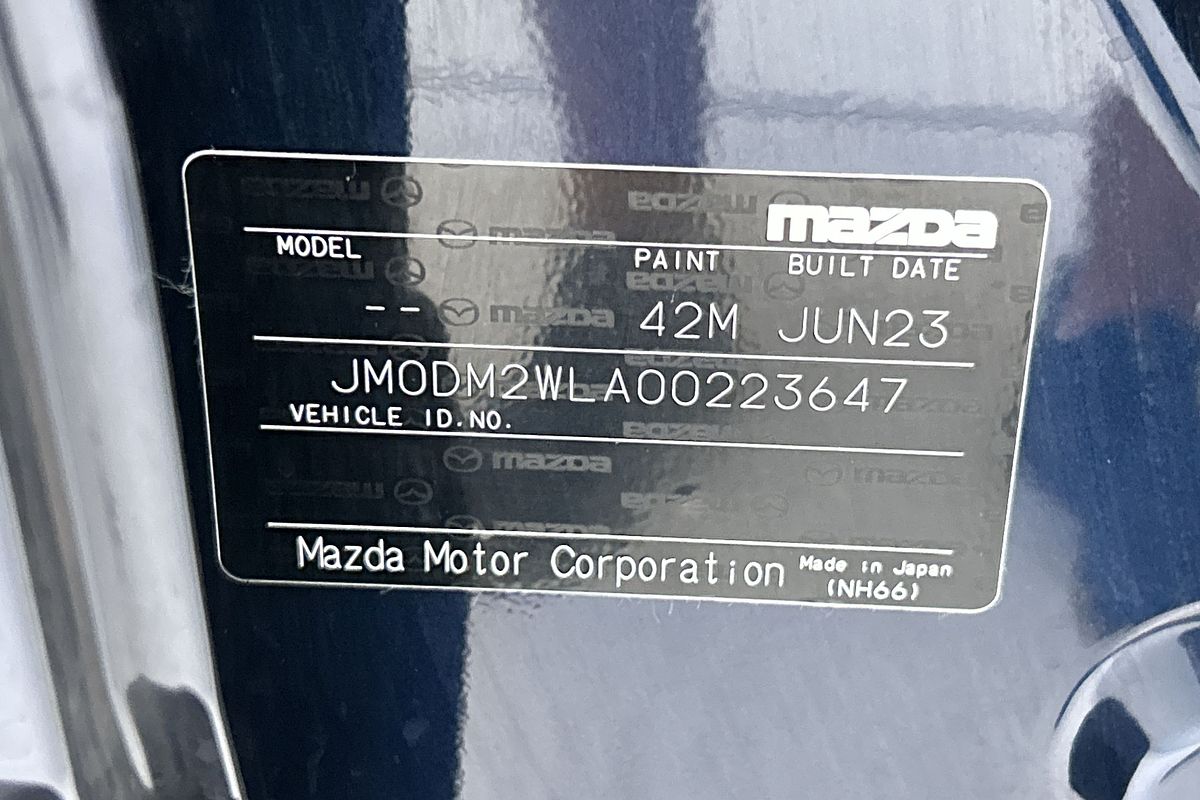 mazda
MODEL PAINT BUILT DATE
-- 42M JUN23
JM0DM2WLA00223647
VEHICLE ID.NO.
Mazda Motor Corporation Made in Japan
(NH66)